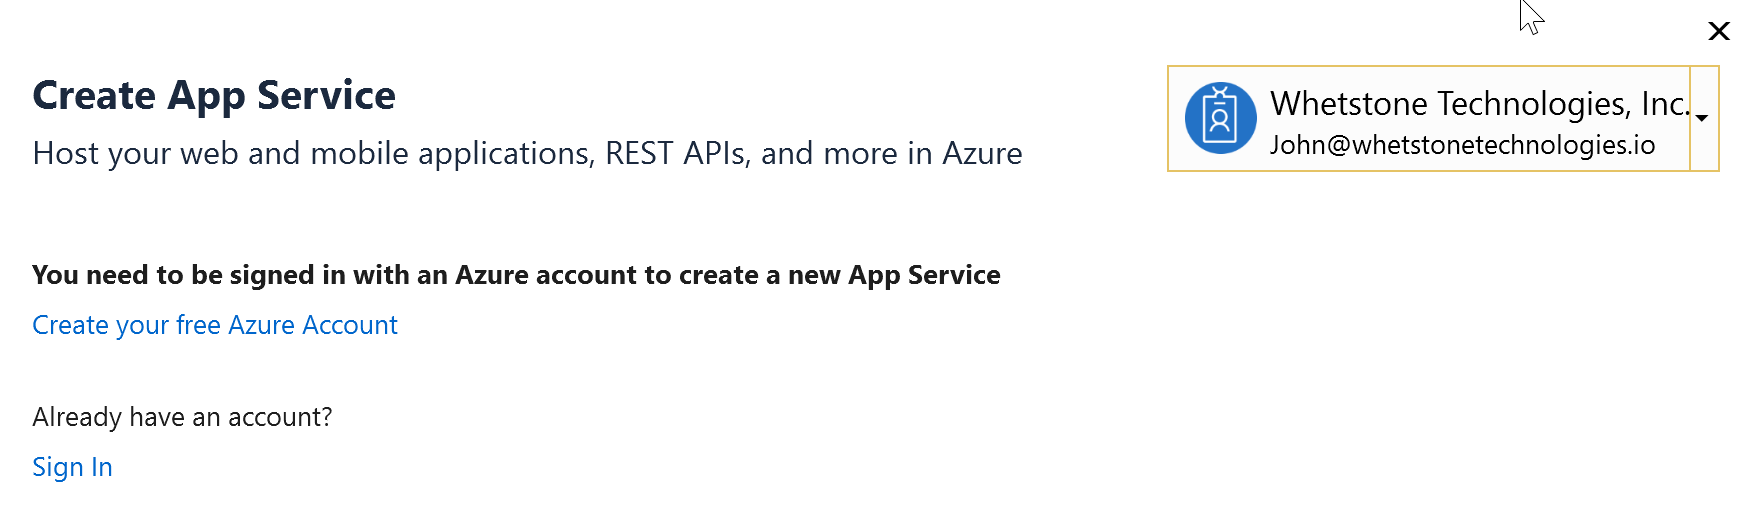 Create App Service
Host your web and mobile applications, REST APIs, and more in Azure
Whetstone Technologies, Inc.
John@whetstonetechnologies.io
You need to be signed in with an Azure account to create a new App Service
Create your free Azure Account
Already have an account?
Sign In